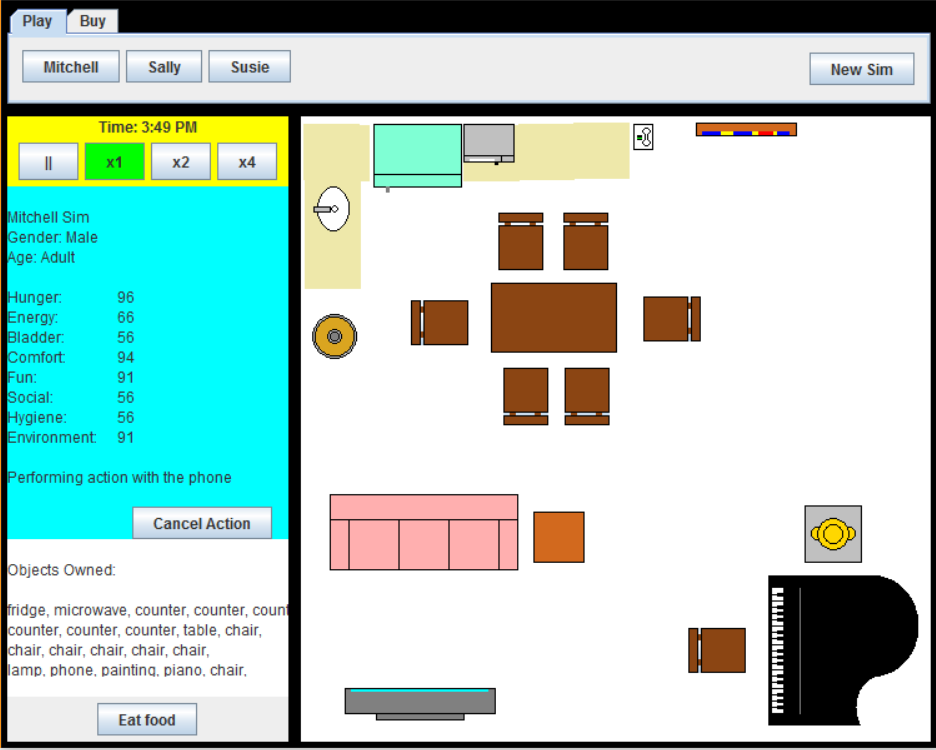 Play Buy
Mitchell Sally Susie New Sim
Time: 3:49 PM
|| x1 x2 x4
Mitchell Sim
Gender: Male
Age: Adult
Hunger: 96
Energy: 66
Bladder: 56
Comfort: 94
Fun: 91
Social: 56
Hygiene: 56
Environment: 91
Performing action with the phone
Cancel Action
Objects Owned:
fridge, microwave, counter, counter, count
counter, counter, counter, table, chair,
chair, chair, chair, chair, chair,
lamp, phone, painting, piano, chair,
Eat food